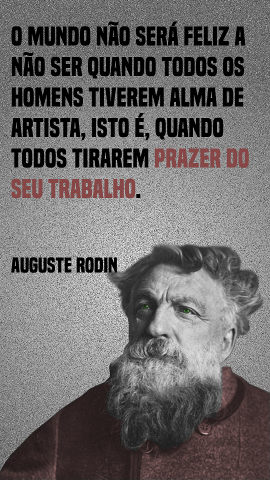 O MUNDO NÃO SERÁ FELIZ A
NÃO SER QUANDO TODOS OS
HOMENS TIVEREM ALMA DE
ARTISTA, ISTO É, QUANDO
TODOS TIRAREM PRAZER DO
SEU TRABALHO.
AUGUSTE RODIN